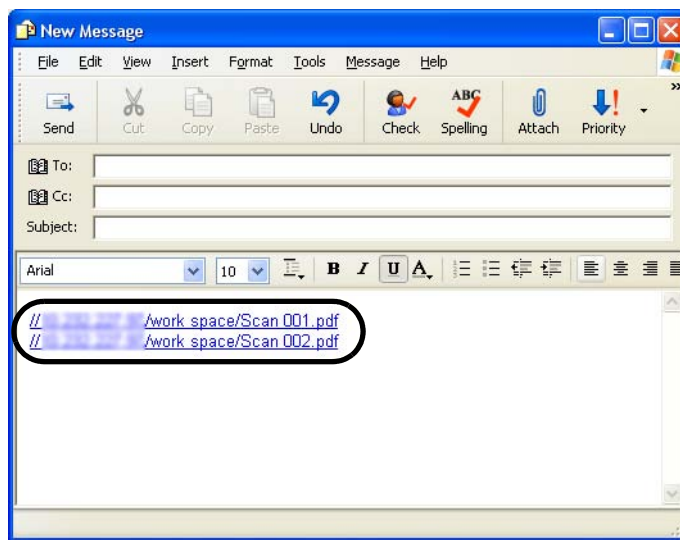 New Message
File Edit View Insert Format Tools Message Help
Send Cut Copy Paste Undo Check ABC Spelling Attach Priority
To:
Cc:
Subject:
Arial 10 B I U A
// /work space/Scan 001.pdf
// /work space/Scan 002.pdf